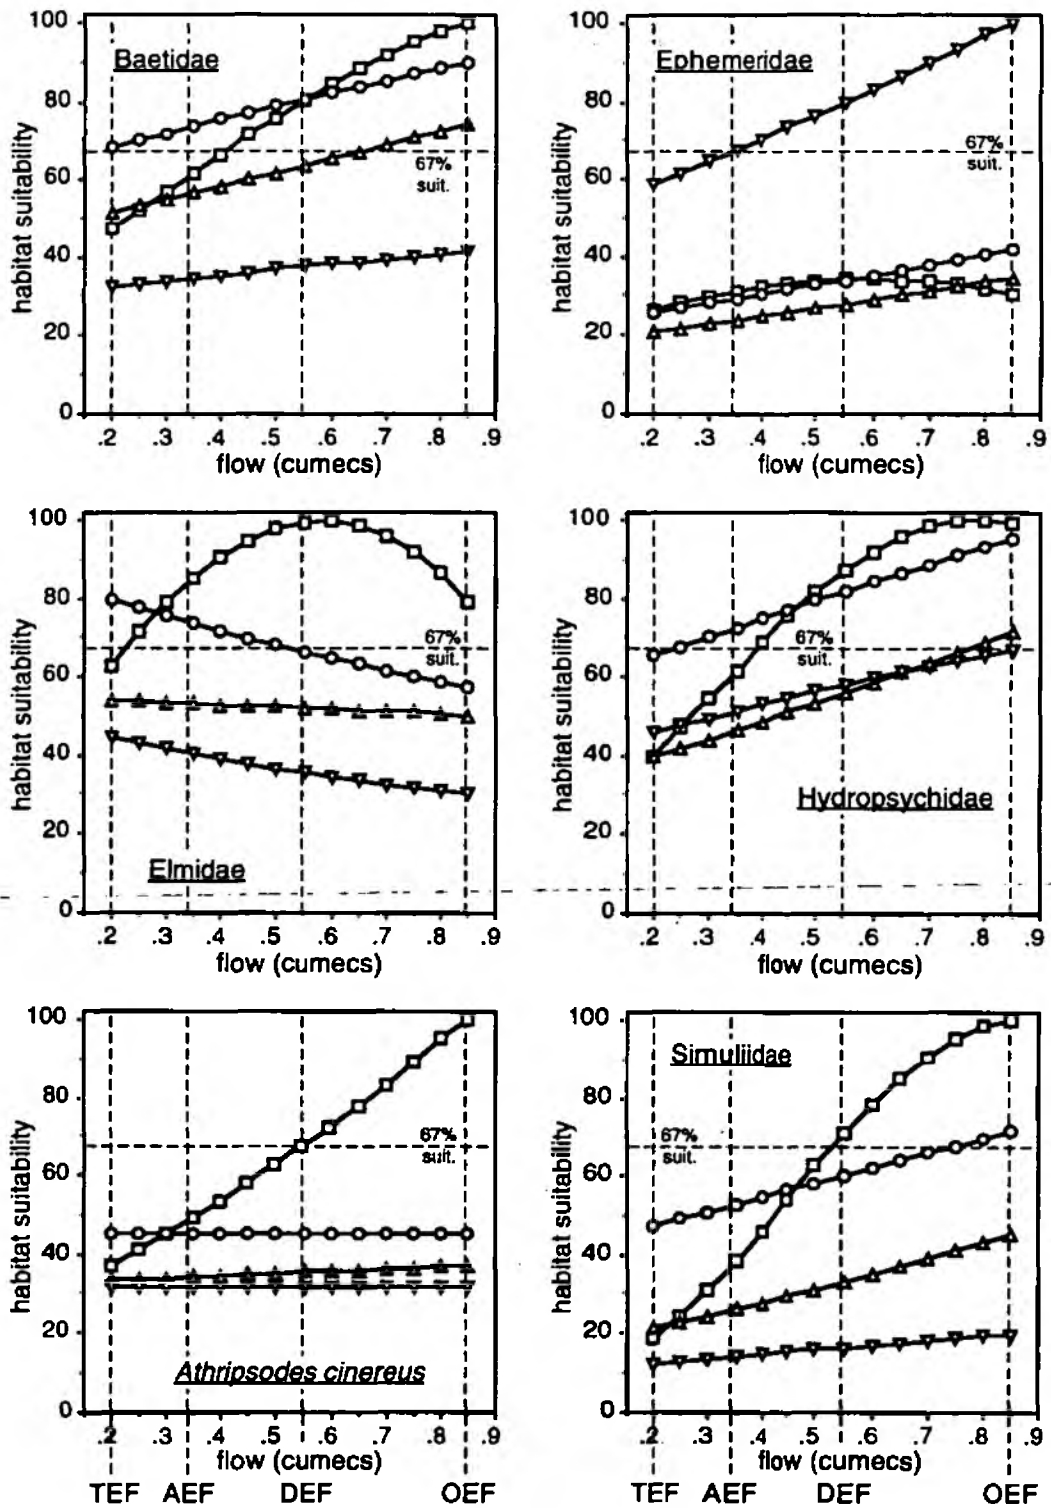 100
80
60
40
20
0
habitat suitability
Baetidae
67%
suit.
.2 .3 .4 .5 .6 .7 .8 .9
flow (cumecs)
100
80
60
40
20
0
habitat suitability
Ephemeridae
67%
suit.
.2 .3 .4 .5 .6 .7 .8 .9
flow (cumecs)
100
80
60
40
20
0
habitat suitability
67%
suit.
Elmidae
.2 .3 .4 .5 .6 .7 .8 .9
flow (cumecs)
100
80
60
40
20
0
habitat suitability
67%
suit.
Hydropsychidae
.2 .3 .4 .5 .6 .7 .8 .9
flow (cumecs)
100
80
60
40
20
0
habitat suitability
67%
suit.
Athripsodes cinereus
.2 .3 .4 .5 .6 .7 .8 .9
flow (cumecs)
TEF AEF DEF OEF
100
80
60
40
20
0
habitat suitability
Simuliidae
67%
suit.
.2 .3 .4 .5 .6 .7 .8 .9
flow (cumecs)
TEF AEF DEF OEF